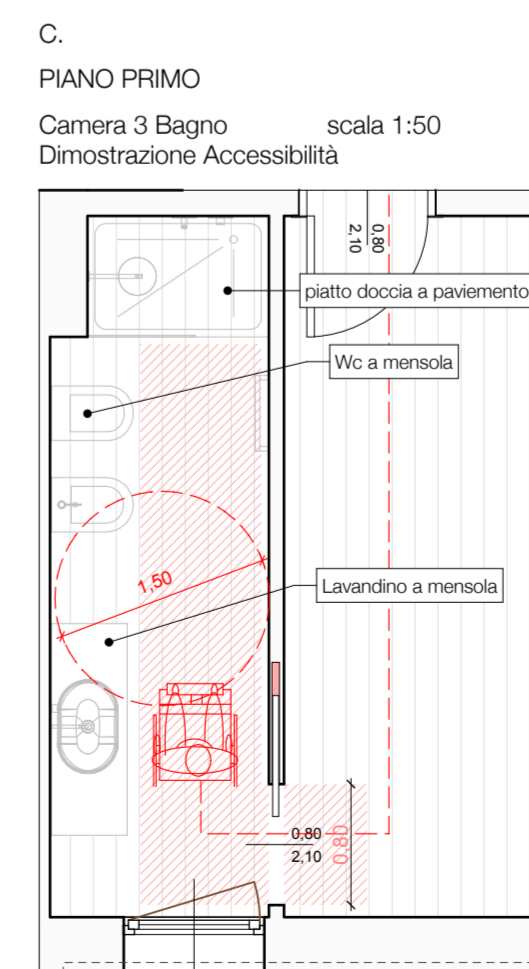 C.
PIANO PRIMO
Camera 3 Bagno scala 1:50
Dimostrazione Accessibilità
0,80
2,10
piatto doccia a paviemento
Wc a mensola
1,50
Lavandino a mensola
0,80
2,10
0,80